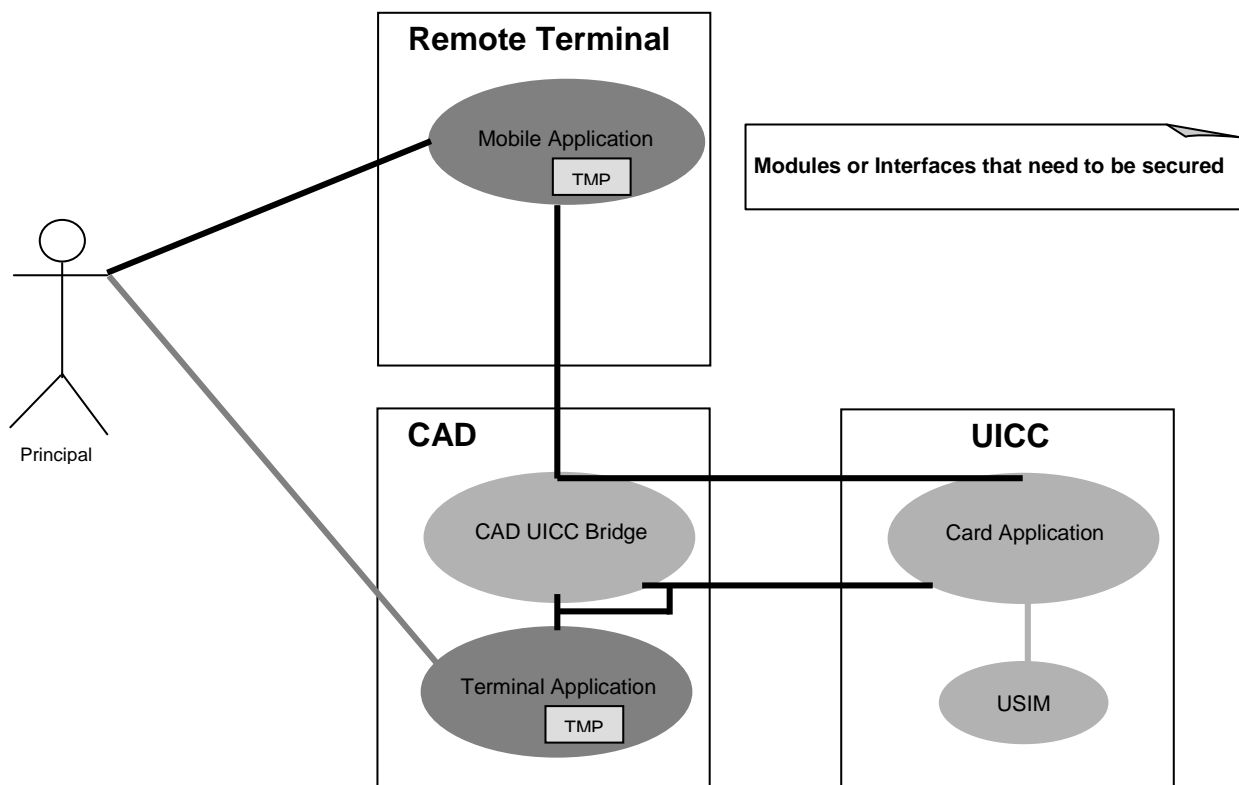 Remote Terminal
Mobile Application
TMP
Modules or Interfaces that need to be secured
Principal
CAD
UICC
CAD UICC Bridge
Card Application
Terminal Application
TMP
USIM